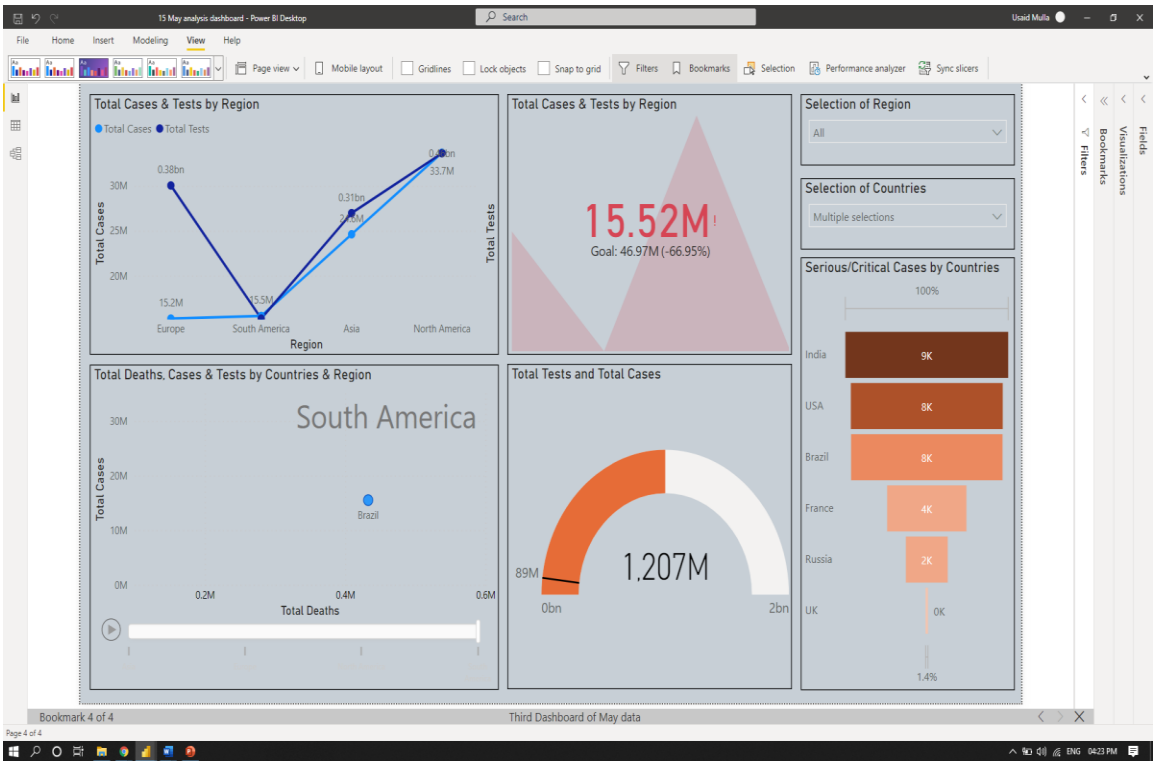 15 May analysis dashboard - Power BI Desktop
Search
Usaid Mulla
File Home Insert Modeling View Help
Aa Aa Aa Aa Aa Aa
Page view
Mobile layout
Gridlines
Lock objects
Snap to grid
Filters
Bookmarks
Selection
Performance analyzer
Sync slicers
Total Cases & Tests by Region
Total Cases Total Tests
Total Cases
30M
25M
20M
0.38bn
15.2M
15.5M
0.31bn
33.7M
Total Tests
Europe South America Asia North America
Region
Total Cases & Tests by Region
15.52M!
Goal: 46.97M (-66.95%)
Selection of Region
All
Selection of Countries
Multiple selections
Serious/Critical Cases by Countries
100%
India 9K
USA 8K
Brazil 8K
France 4K
Russia 2K
UK 0K
1.4%
Total Deaths, Cases & Tests by Countries & Region
South America
Total Cases
30M
20M
10M
0M
Brazil
0.2M 0.4M 0.6M
Total Deaths
Total Tests and Total Cases
89M
1,207M
0bn 2bn
Filters
Bookmarks
Visualizations
Fields
Bookmark 4 of 4
Third Dashboard of May data
Page 4 of 4
ENG 04:23 PM